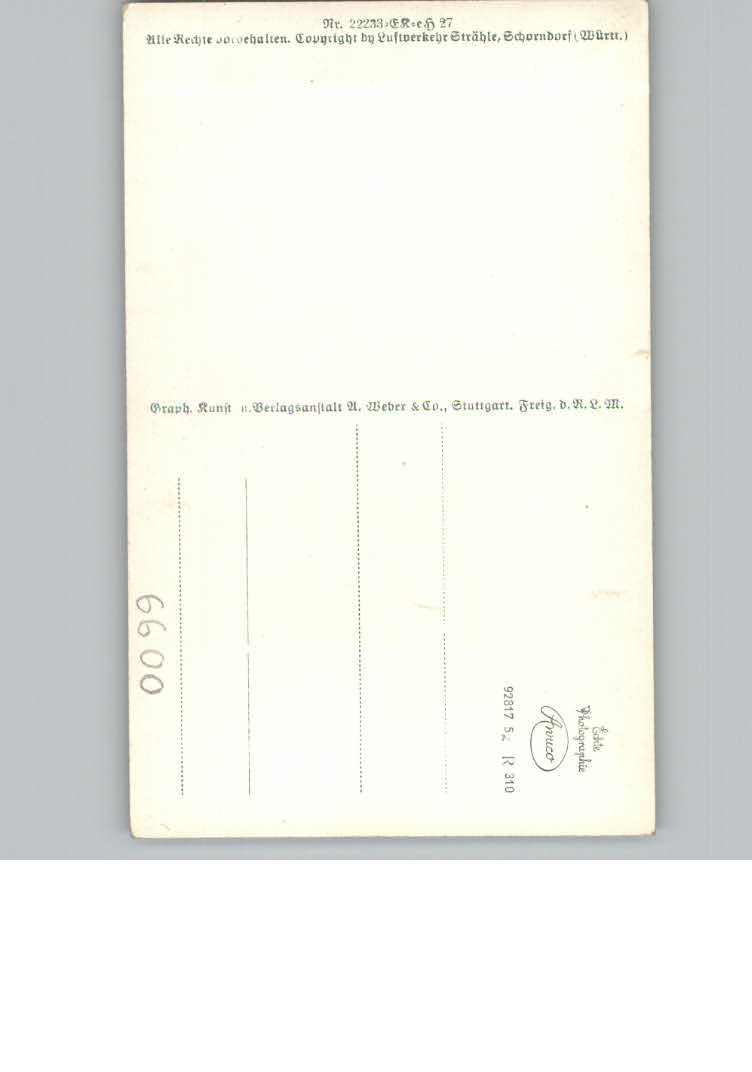 Nr. 22233 EK=eH 27
Alle Rechte vorbehalten. Copyright by Luftverkehr Strähle, Schorndorf (Württ.)
Graph. Kunst u. Verlagsanstalt A. Weber & Co., Stuttgart. Freig. d. R. L. M.
Echte
Photographie
92817 52 R 310
6600